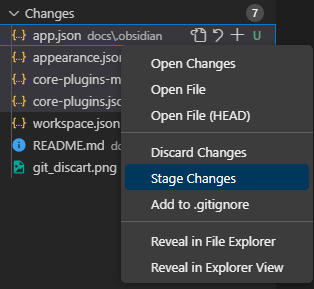 Changes 7
app.json docs\.obsidian U
appearance.json
core-plugins-m
core-plugins.jsc
workspace.json
README.md do
git_discart.png
Open Changes
Open File
Open File (HEAD)
Discard Changes
Stage Changes
Add to .gitignore
Reveal in File Explorer
Reveal in Explorer View